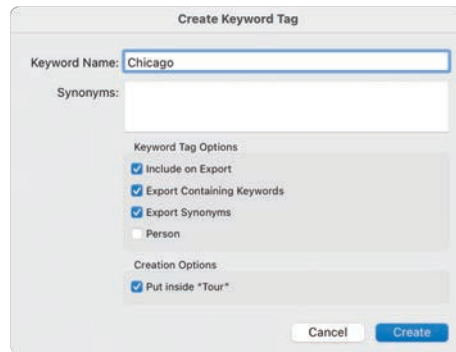 Create Keyword Tag
Keyword Name: Chicago
Synonyms:
Keyword Tag Options
Include on Export
Export Containing Keywords
Export Synonyms
Person
Creation Options
Put inside "Tour"
Cancel Create